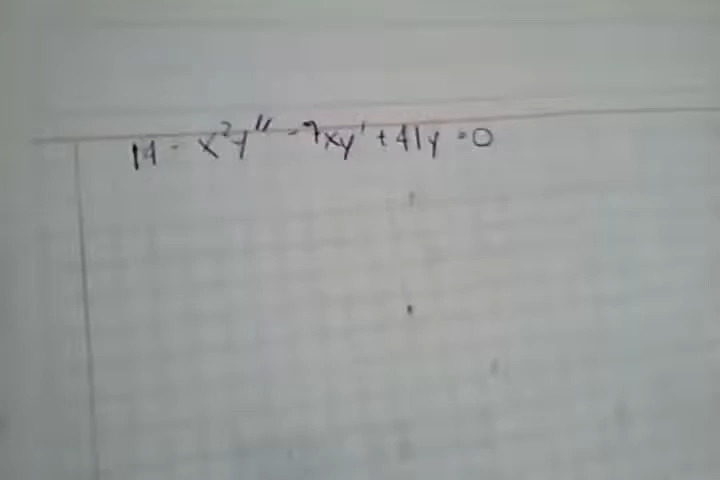 14 - x²y'' - 7xy' + 41y = 0